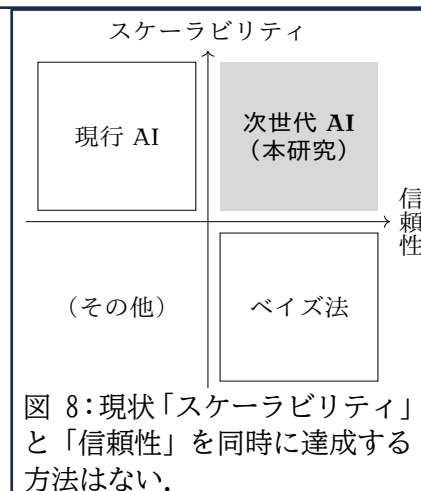 スケーラビリティ
現行 AI
次世代 AI
（本研究）
信頼性
（その他）
ベイズ法
図 8:現状「スケーラビリティ」
と「信頼性」を同時に達成する
方法はない.